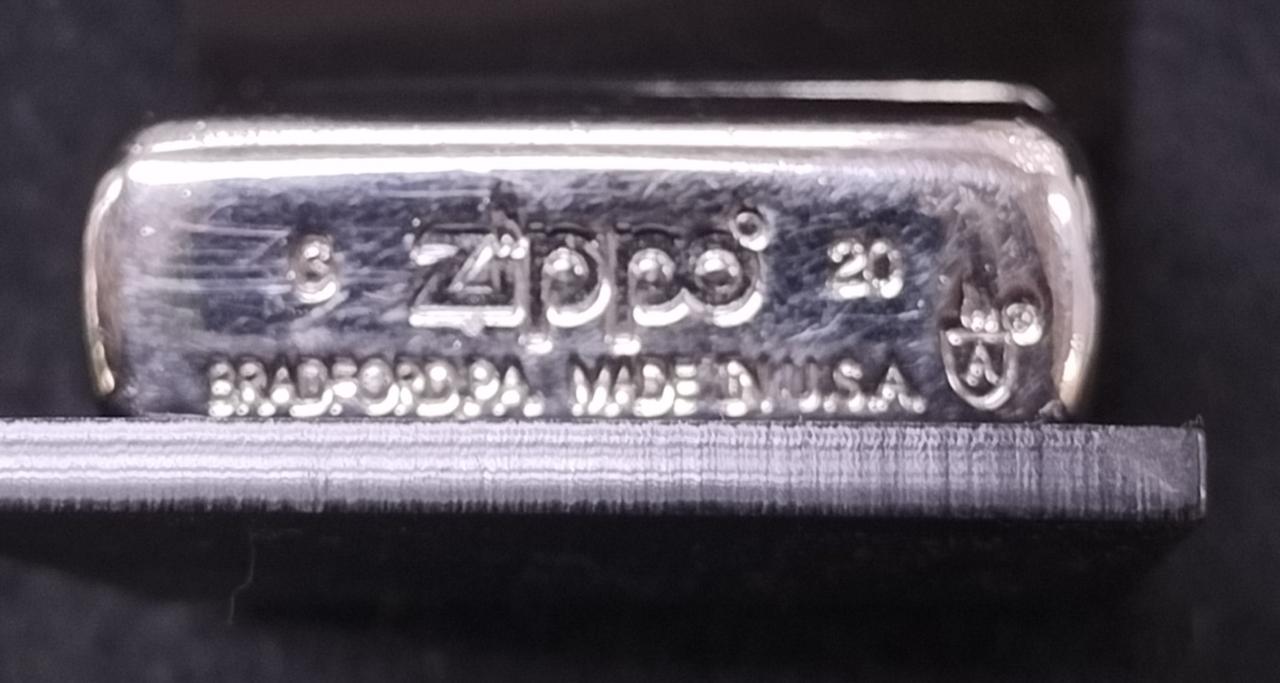 G Zippo® 20
BRADFORD, PA. MADE IN U.S.A.
A